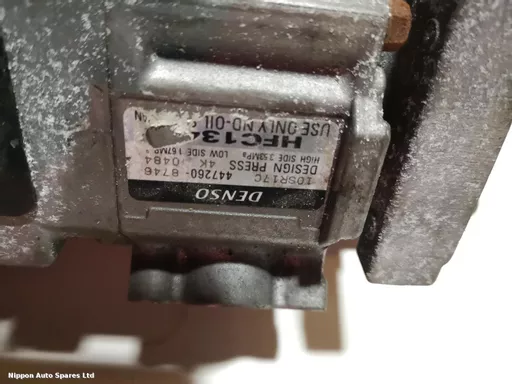 DENSO
10SR17C
447260-8746
4K 0484
DESIGN PRESS
HIGH SIDE 3.53MPa
LOW SIDE 1.67MP
HFC134
USE ONLY ND-OIL
Nippon Auto Spares Ltd